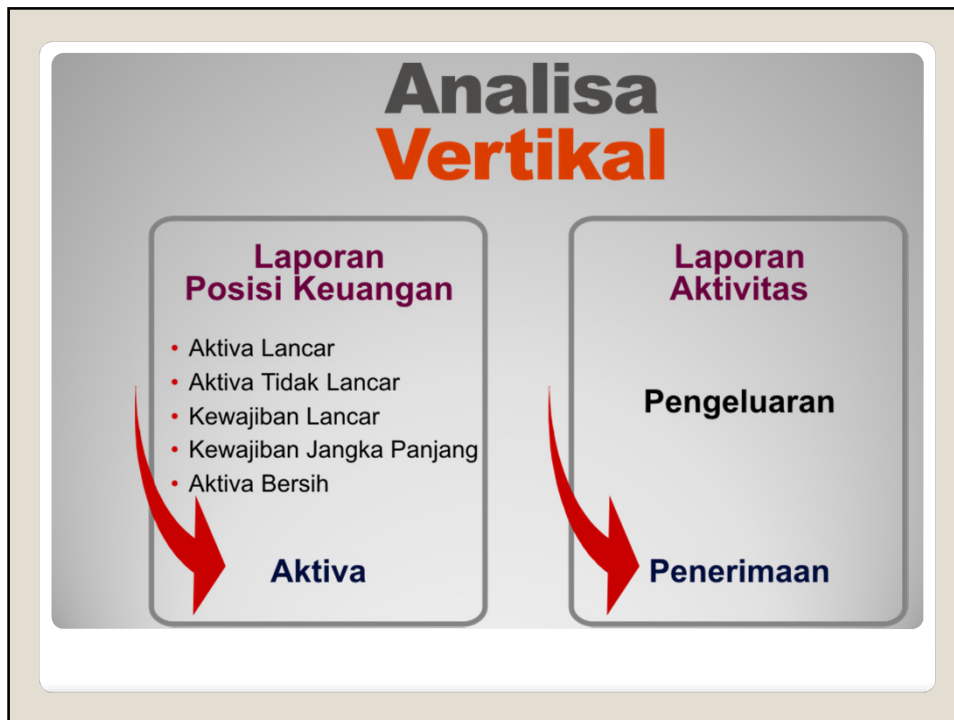 Analisa
Vertikal
Laporan
Posisi Keuangan
• Aktiva Lancar
• Aktiva Tidak Lancar
• Kewajiban Lancar
• Kewajiban Jangka Panjang
• Aktiva Bersih
Aktiva
Laporan
Aktivitas
Pengeluaran
Penerimaan